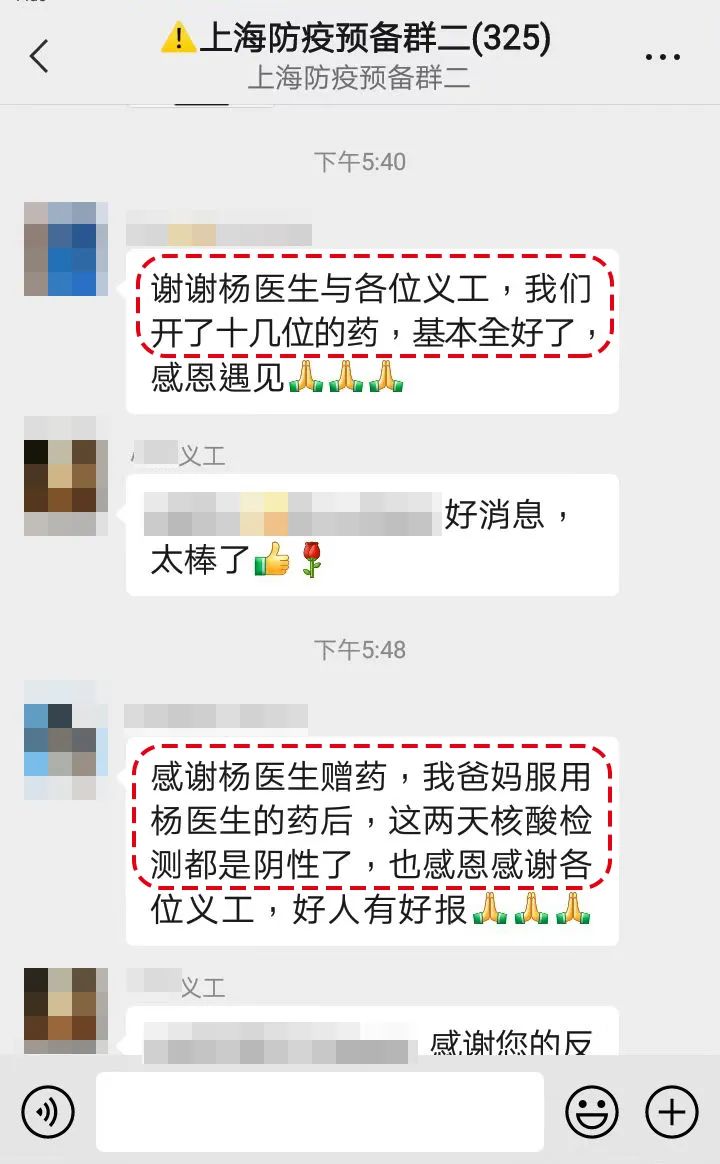 ⚠️上海防疫预备群二(325)
上海防疫预备群二
下午5:40
谢谢杨医生与各位义工，我们
开了十几位的药，基本全好了，
感恩遇见🙏🙏🙏
义工
好消息，
太棒了👍🌹
下午5:48
感谢杨医生赠药，我爸妈服用
杨医生的药后，这两天核酸检
测都是阴性了，也感恩感谢各
位义工，好人有好报🙏🙏🙏
义工
感谢您的反